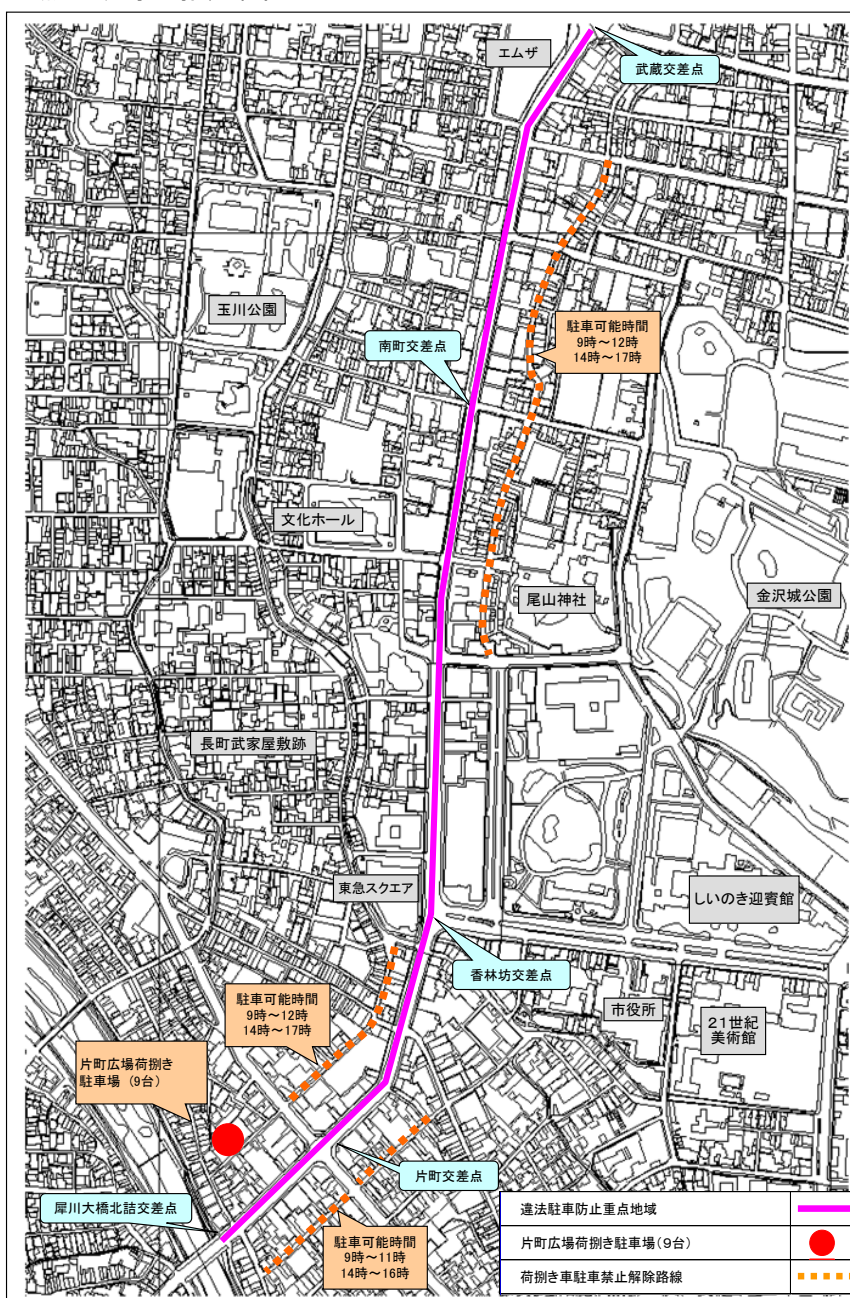 エムザ
武蔵交差点
玉川公園
駐車可能時間
9時～12時
14時～17時
南町交差点
文化ホール
尾山神社
金沢城公園
長町武家屋敷跡
東急スクエア
しいのき迎賓館
香林坊交差点
駐車可能時間
9時～12時
14時～17時
市役所
21世紀
美術館
片町広場荷捌き
駐車場 (9台)
片町交差点
犀川大橋北詰交差点
駐車可能時間
9時～11時
14時～16時
違法駐車防止重点地域
片町広場荷捌き駐車場(9台)
荷捌き車駐車禁止解除路線